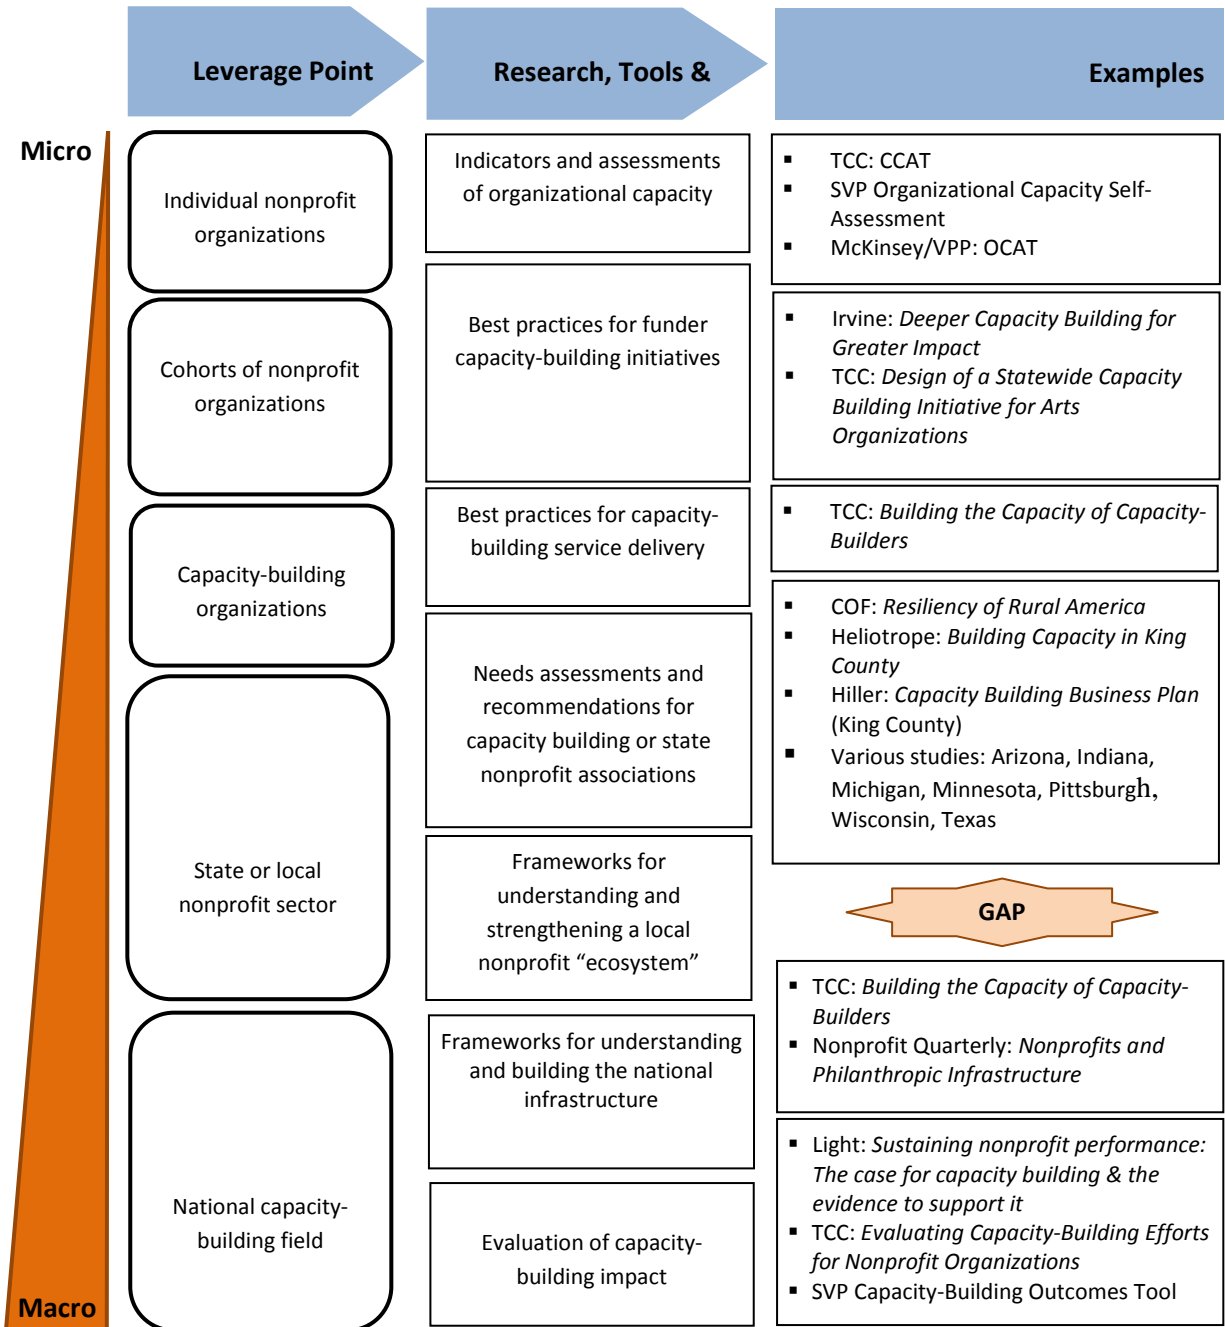 Leverage Point
Research, Tools &
Examples
Micro
Individual nonprofit
organizations
Indicators and assessments
of organizational capacity
▪ TCC: CCAT
▪ SVP Organizational Capacity Self-
Assessment
▪ McKinsey/VPP: OCAT
Cohorts of nonprofit
organizations
Best practices for funder
capacity-building initiatives
▪ Irvine: Deeper Capacity Building for
Greater Impact
▪ TCC: Design of a Statewide Capacity
Building Initiative for Arts
Organizations
Capacity-building
organizations
Best practices for capacity-
building service delivery
▪ TCC: Building the Capacity of Capacity-
Builders
State or local
nonprofit sector
Needs assessments and
recommendations for
capacity building or state
nonprofit associations
▪ COF: Resiliency of Rural America
▪ Heliotrope: Building Capacity in King
County
▪ Hiller: Capacity Building Business Plan
(King County)
▪ Various studies: Arizona, Indiana,
Michigan, Minnesota, Pittsburgh,
Wisconsin, Texas
Frameworks for
understanding and
strengthening a local
nonprofit “ecosystem”
GAP
National capacity-
building field
Frameworks for understanding
and building the national
infrastructure
▪ TCC: Building the Capacity of Capacity-
Builders
▪ Nonprofit Quarterly: Nonprofits and
Philanthropic Infrastructure
Evaluation of capacity-
building impact
▪ Light: Sustaining nonprofit performance:
The case for capacity building & the
evidence to support it
▪ TCC: Evaluating Capacity-Building Efforts
for Nonprofit Organizations
▪ SVP Capacity-Building Outcomes Tool
Macro